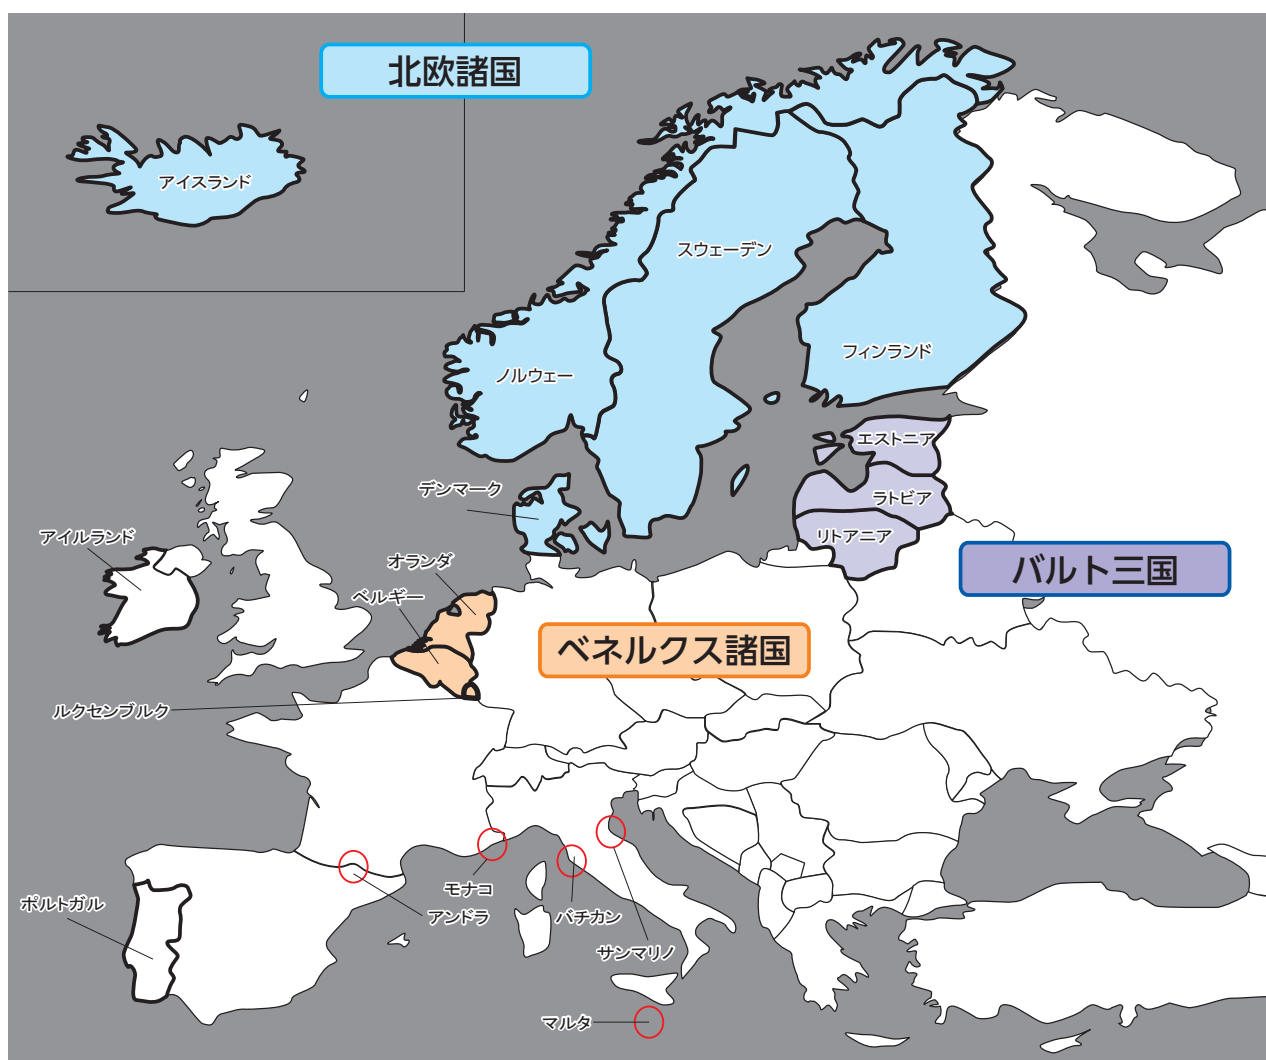 北欧諸国
アイスランド
スウェーデン
フィンランド
ノルウェー
エストニア
デンマーク
ラトビア
アイルランド
リトアニア
オランダ
バルト三国
ベルギー
ベネルクス諸国
ルクセンブルク
モナコ
ポルトガル
アンドラ
バチカン
サンマリノ
マルタ